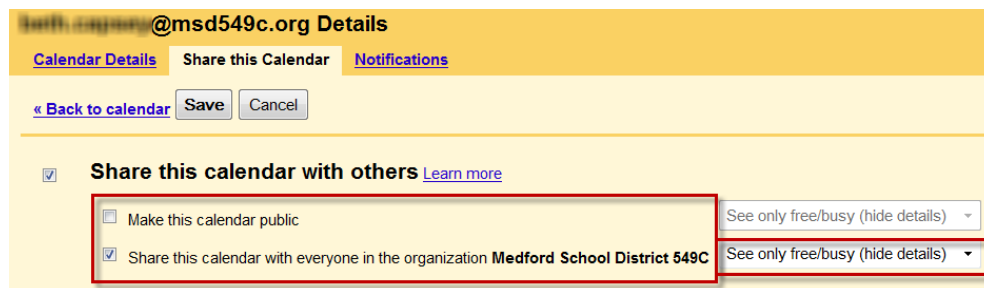 @msd549c.org Details
Calendar Details Share this Calendar Notifications
« Back to calendar Save Cancel
Share this calendar with others Learn more
Make this calendar public See only free/busy (hide details)
Share this calendar with everyone in the organization Medford School District 549C See only free/busy (hide details)